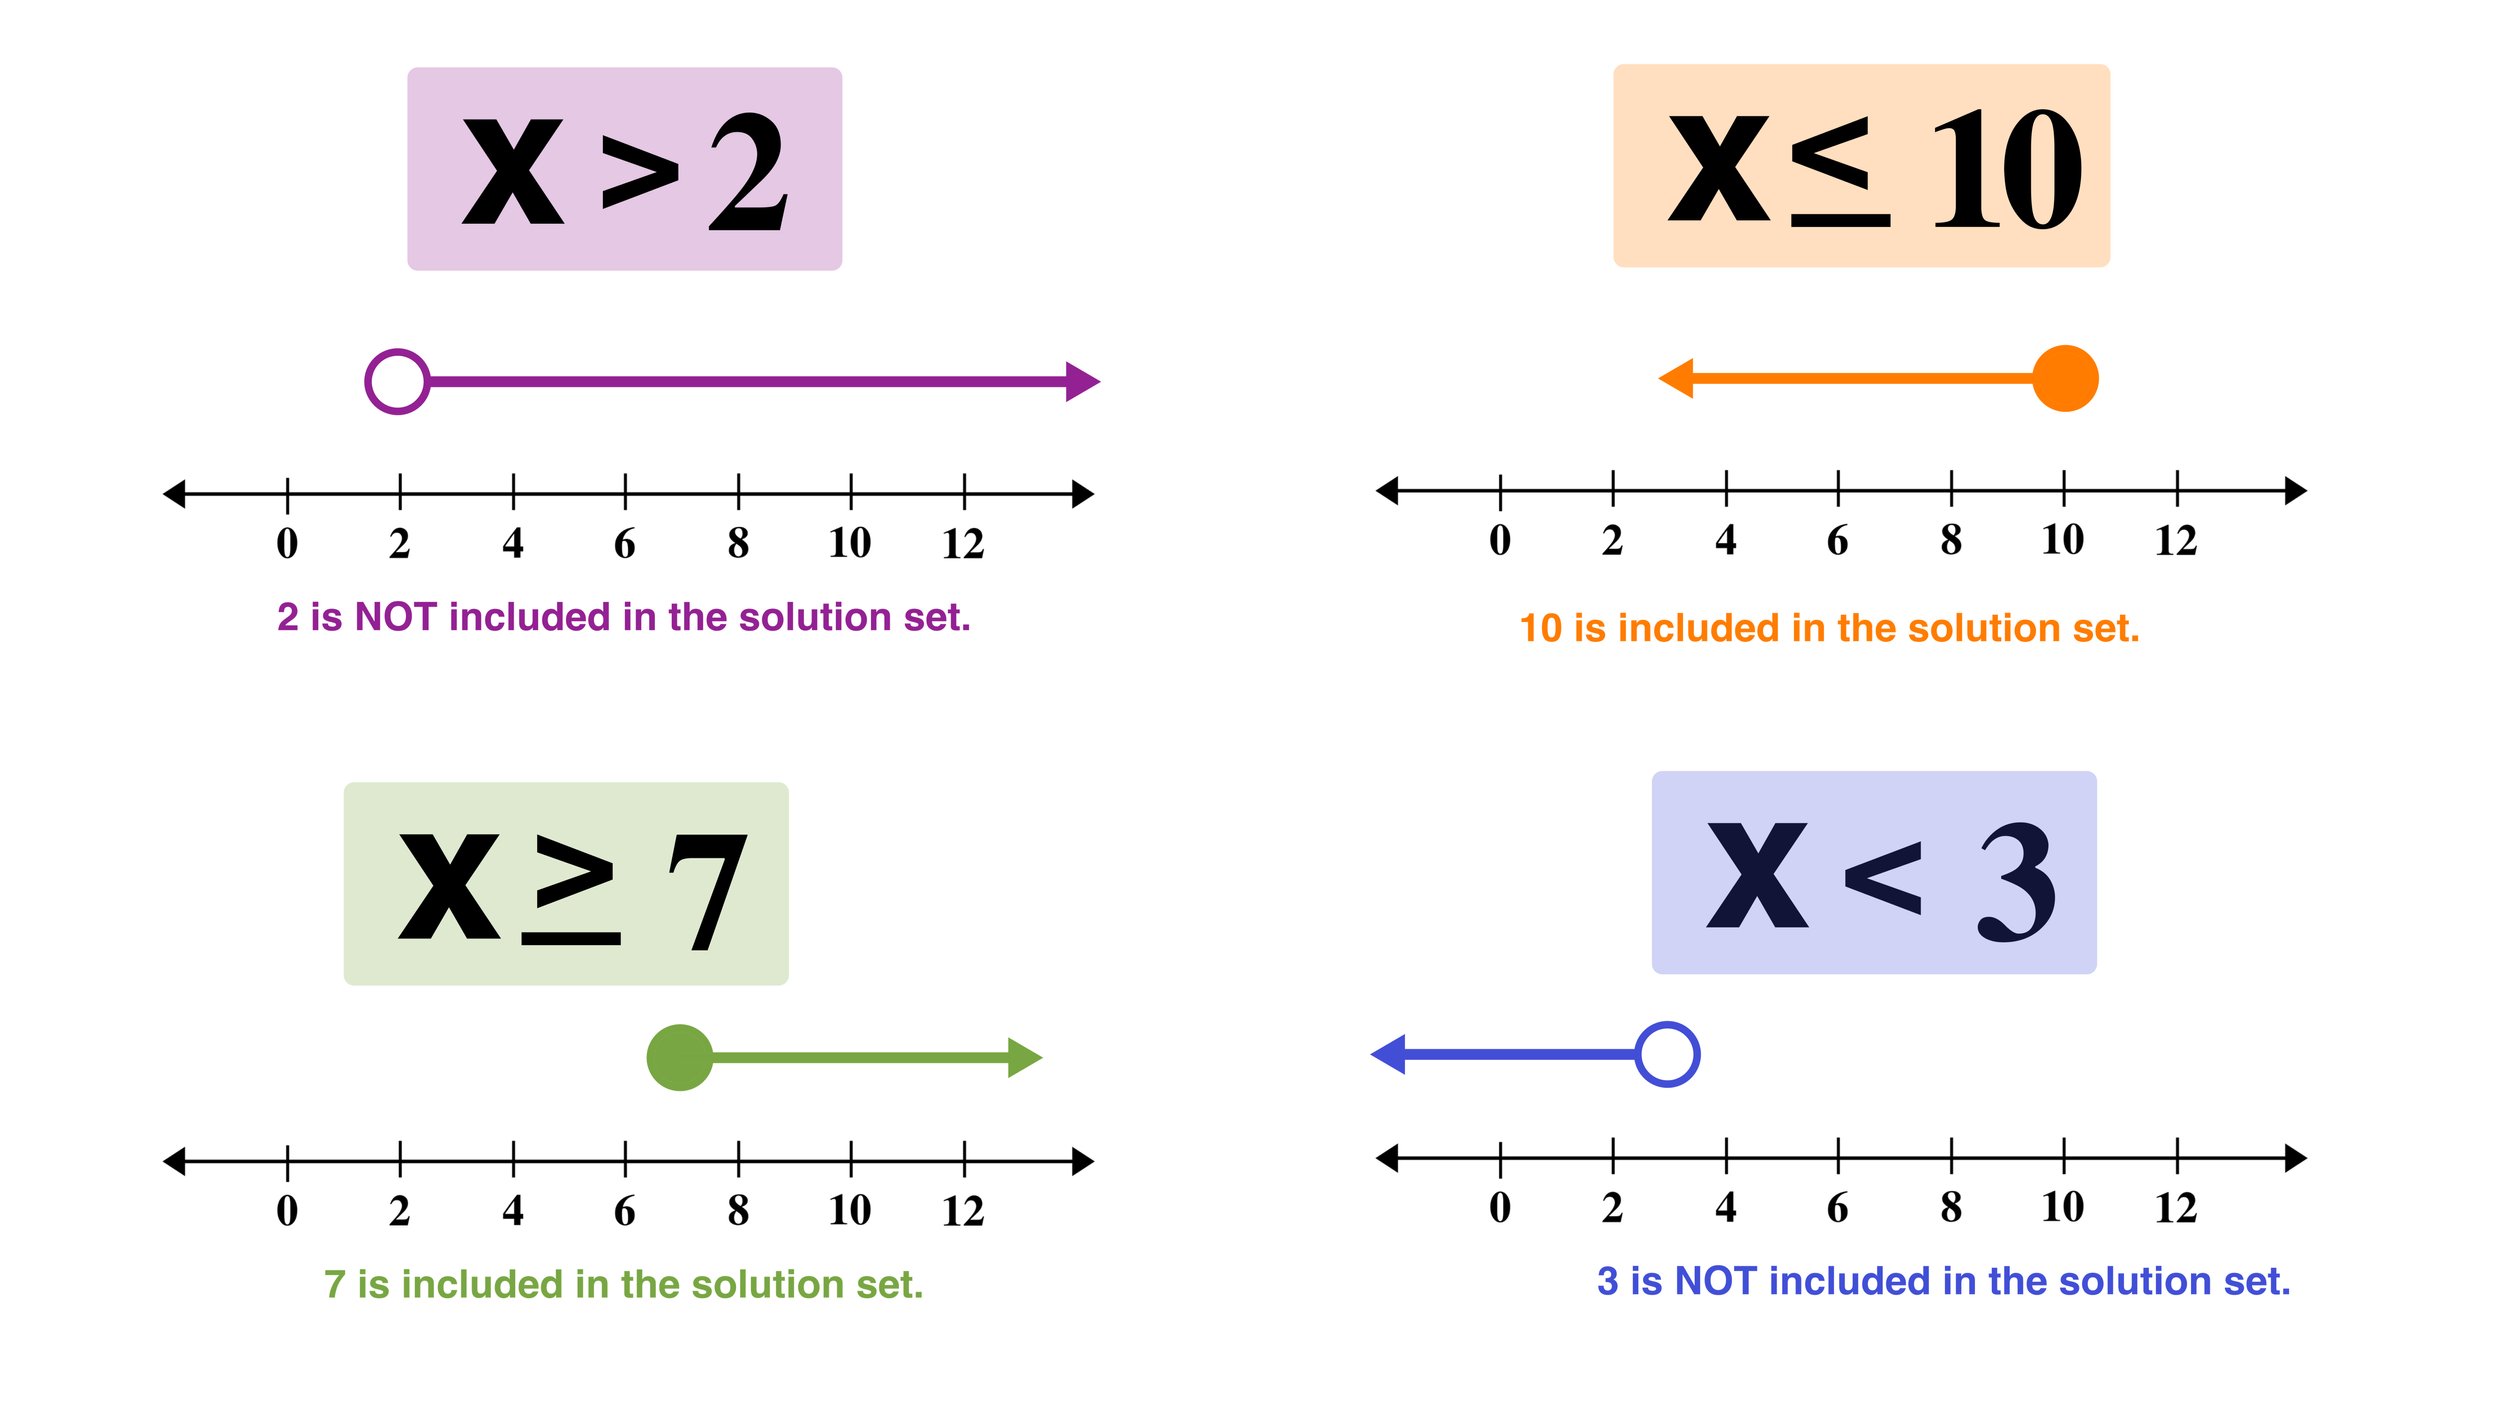 x > 2
0 2 4 6 8 10 12
2 is NOT included in the solution set.
x ≤ 10
0 2 4 6 8 10 12
10 is included in the solution set.
x ≥ 7
0 2 4 6 8 10 12
7 is included in the solution set.
x < 3
0 2 4 6 8 10 12
3 is NOT included in the solution set.